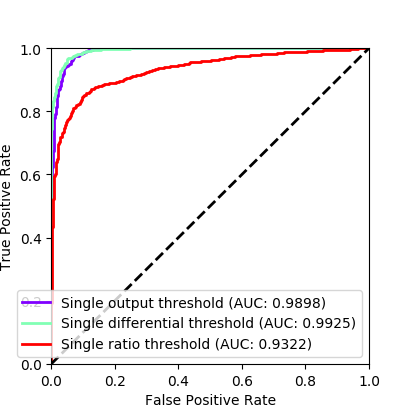 1.0
0.8
0.6
0.4
0.2
0.0
True Positive Rate
Single output threshold (AUC: 0.9898)
Single differential threshold (AUC: 0.9925)
Single ratio threshold (AUC: 0.9322)
0.0 0.2 0.4 0.6 0.8 1.0
False Positive Rate